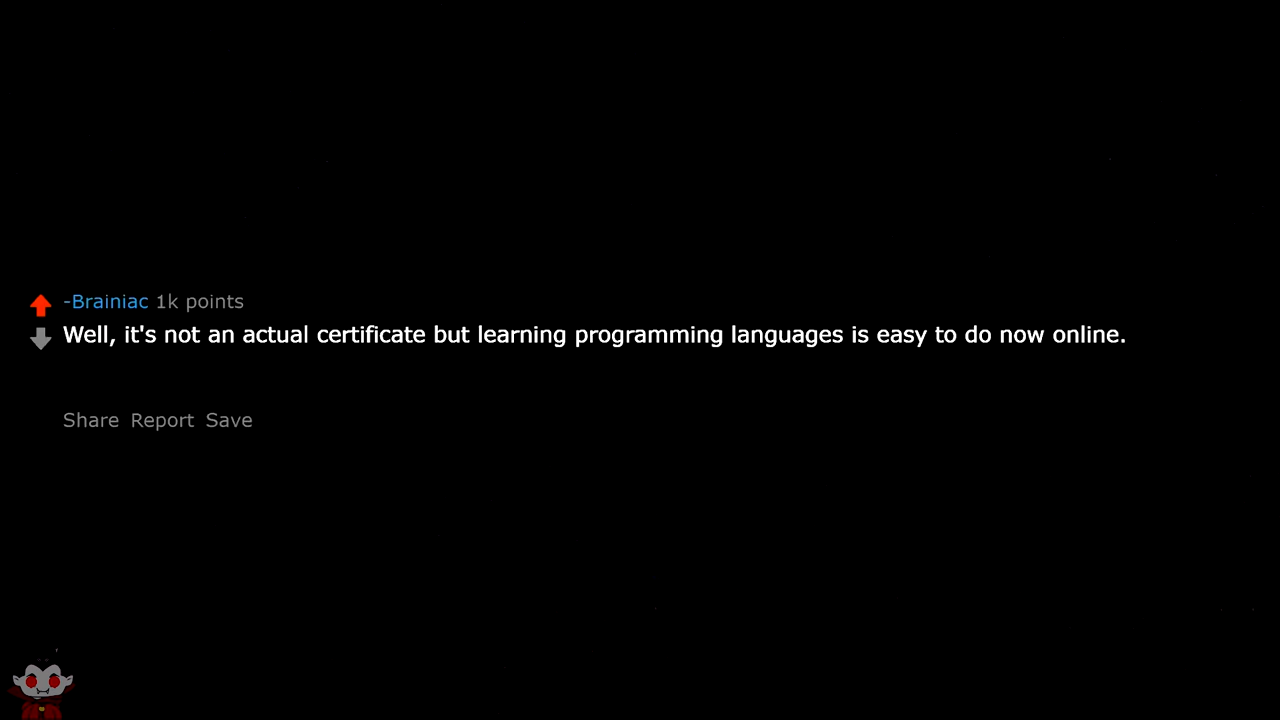 -Brainiac 1k points
Well, it's not an actual certificate but learning programming languages is easy to do now online.
Share Report Save